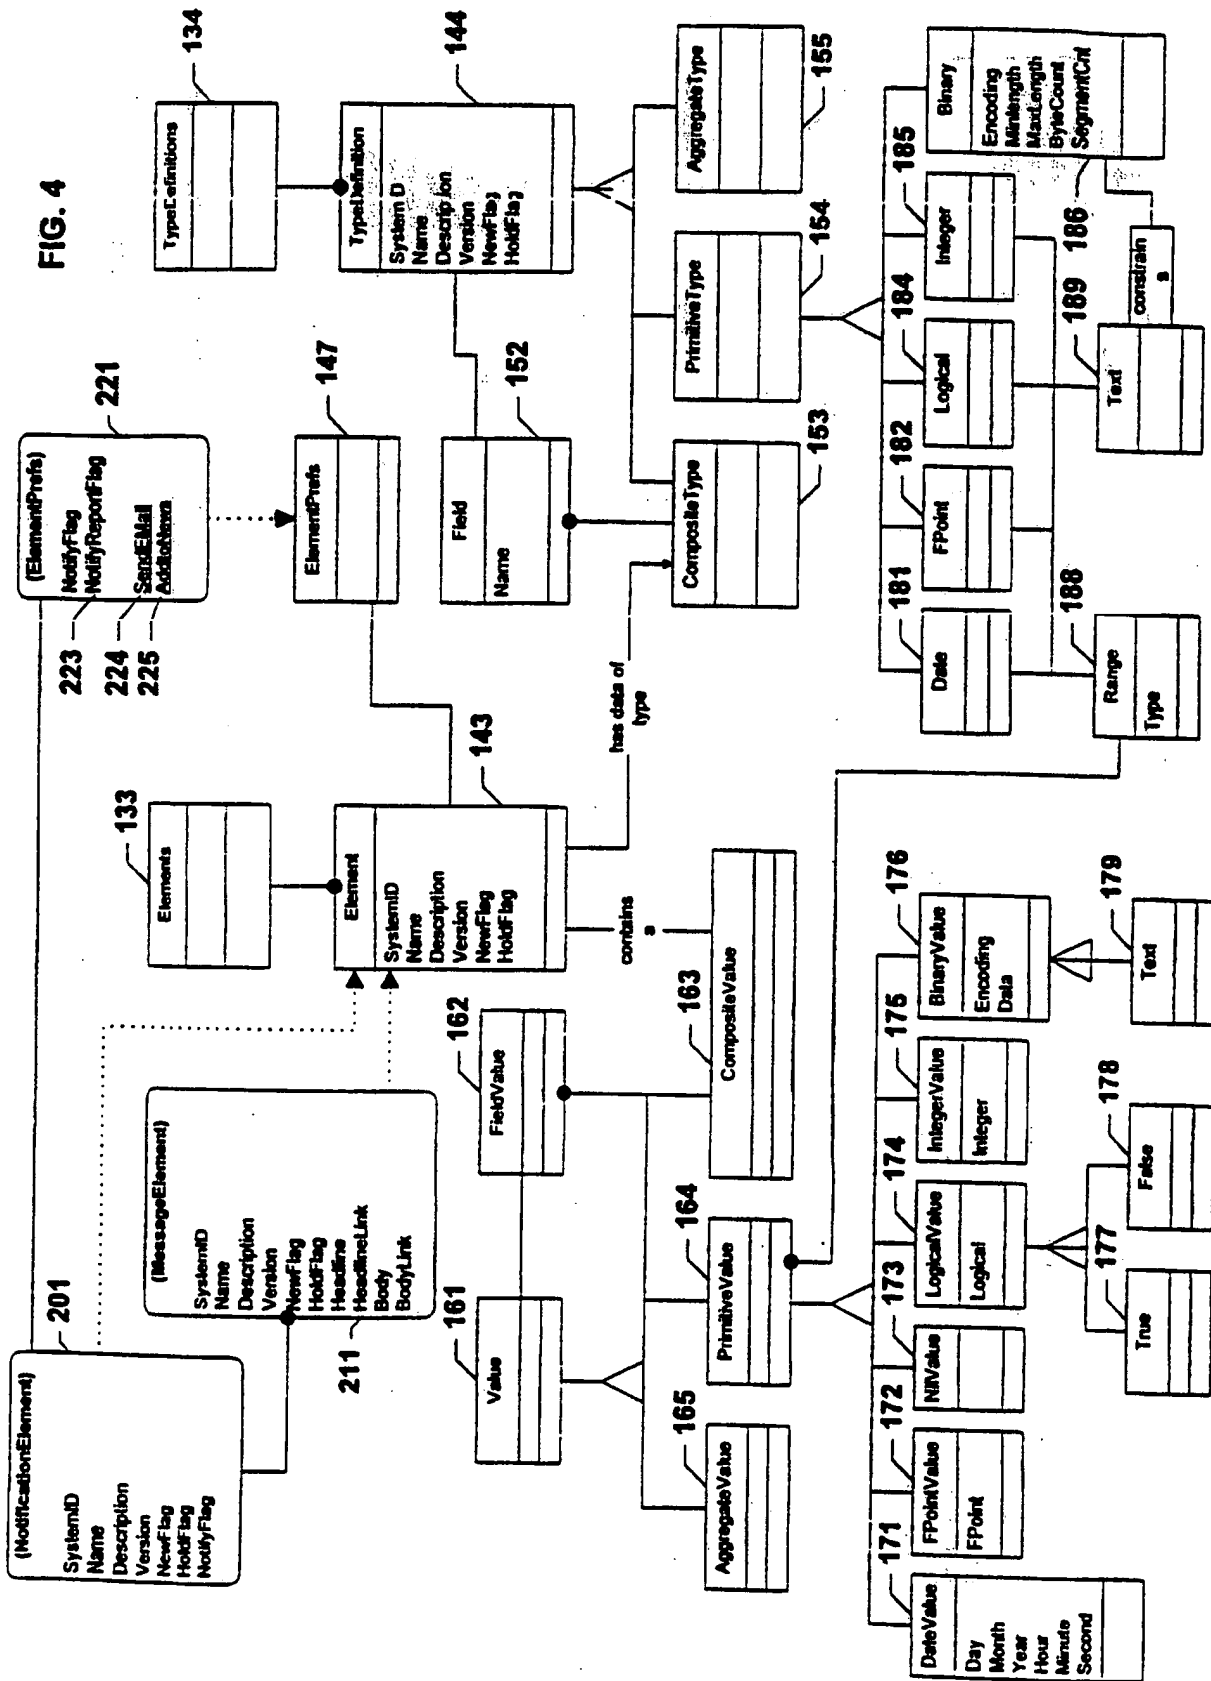 FIG. 4
(NotificationElement)
SystemID
Name
Description
Version
NewFlag
HoldFlag
NotifyFlag
201
(MessageElement)
SystemID
Name
Description
Version
NewFlag
HoldFlag
Headline
HeadlineLink
Body
BodyLink
211
(ElementPrefs)
NotifyFlag
NotifyReportFlag
SendEMail
AddtoNews
221
223
224
225
Elements
133
Element
SystemID
Name
Description
Version
NewFlag
HoldFlag
143
ElementPrefs
147
TypeDefinitions
134
TypeDefinition
System D
Name
Description
Version
NewFlag
HoldFlag
144
Field
Name
152
contains
a
has data of
type
Value
161
FieldValue
162
CompositeValue
163
PrimitiveValue
164
AggregateValue
165
CompositeType
153
PrimitiveType
154
AggregateType
155
DateValue
Day
Month
Year
Hour
Minute
Second
171
FPointValue
FPoint
172
NilValue
173
LogicalValue
Logical
174
IntegerValue
Integer
175
BinaryValue
Encoding
Data
176
True
177
False
178
Text
179
Date
181
FPoint
182
Logical
184
Integer
185
Binary
Encoding
Minlength
MaxLength
ByteCount
SegmentCnt
186
Range
Type
188
Text
189
constrain
s